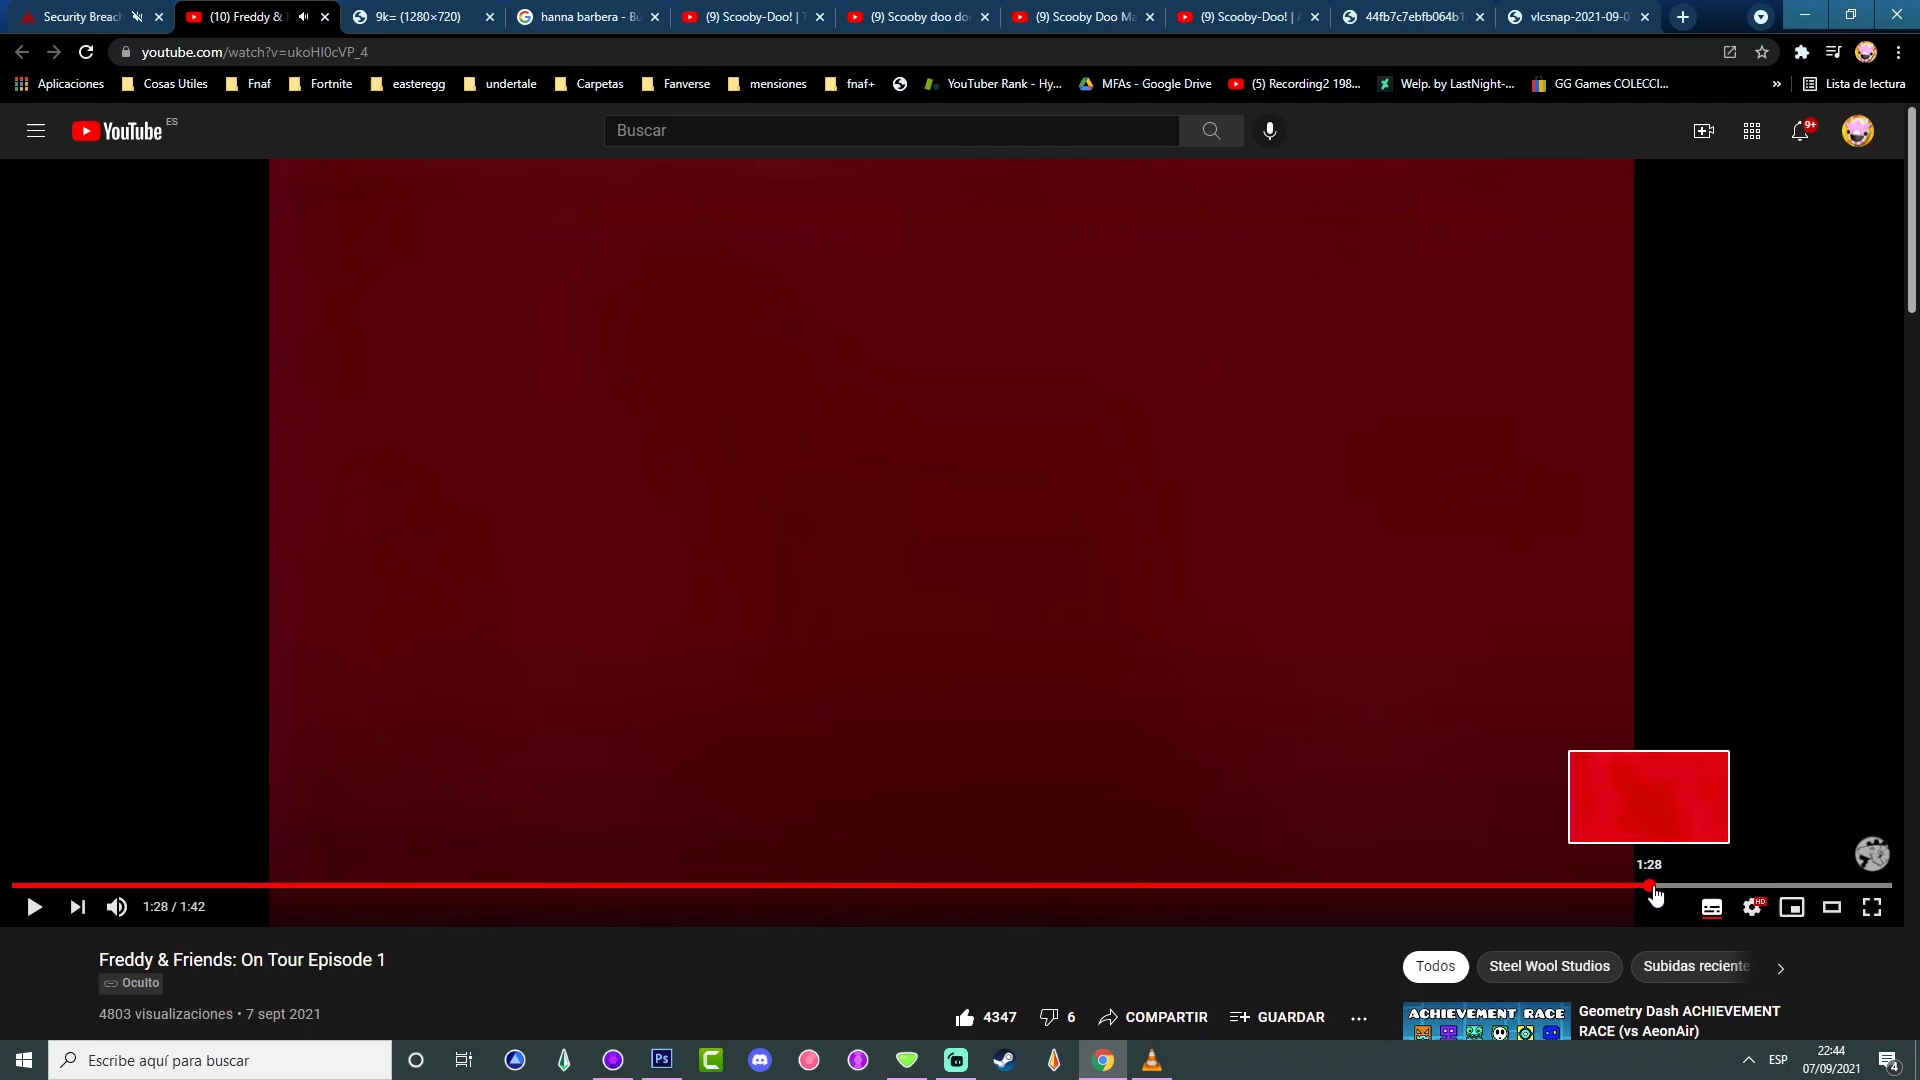 Security Breach
(10) Freddy & F
9k= (1280×720)
hanna barbera - Bú
(9) Scooby-Doo! | T
(9) Scooby doo do
(9) Scooby Doo Ma
(9) Scooby-Doo! | A
44fb7c7ebfb064b1
vlcsnap-2021-09-0
youtube.com/watch?v=ukoHI0cVP_4
Aplicaciones
Cosas Utiles
Fnaf
Fortnite
easteregg
undertale
Carpetas
Fanverse
mensiones
fnaf+
YouTuber Rank - Hy...
MFAs - Google Drive
(5) Recording2 198...
Welp. by LastNight-...
GG Games COLECCI...
»
Lista de lectura
YouTube ES
Buscar
9+
1:28
1:28 / 1:42
HD
Freddy & Friends: On Tour Episode 1
Oculto
4803 visualizaciones • 7 sept 2021
4347
6
COMPARTIR
GUARDAR
Todos
Steel Wool Studios
Subidas reciente
ACHIEVEMENT RACE
Geometry Dash ACHIEVEMENT
RACE (vs AeonAir)
Escribe aquí para buscar
Ps
ESP
22:44
07/09/2021
4